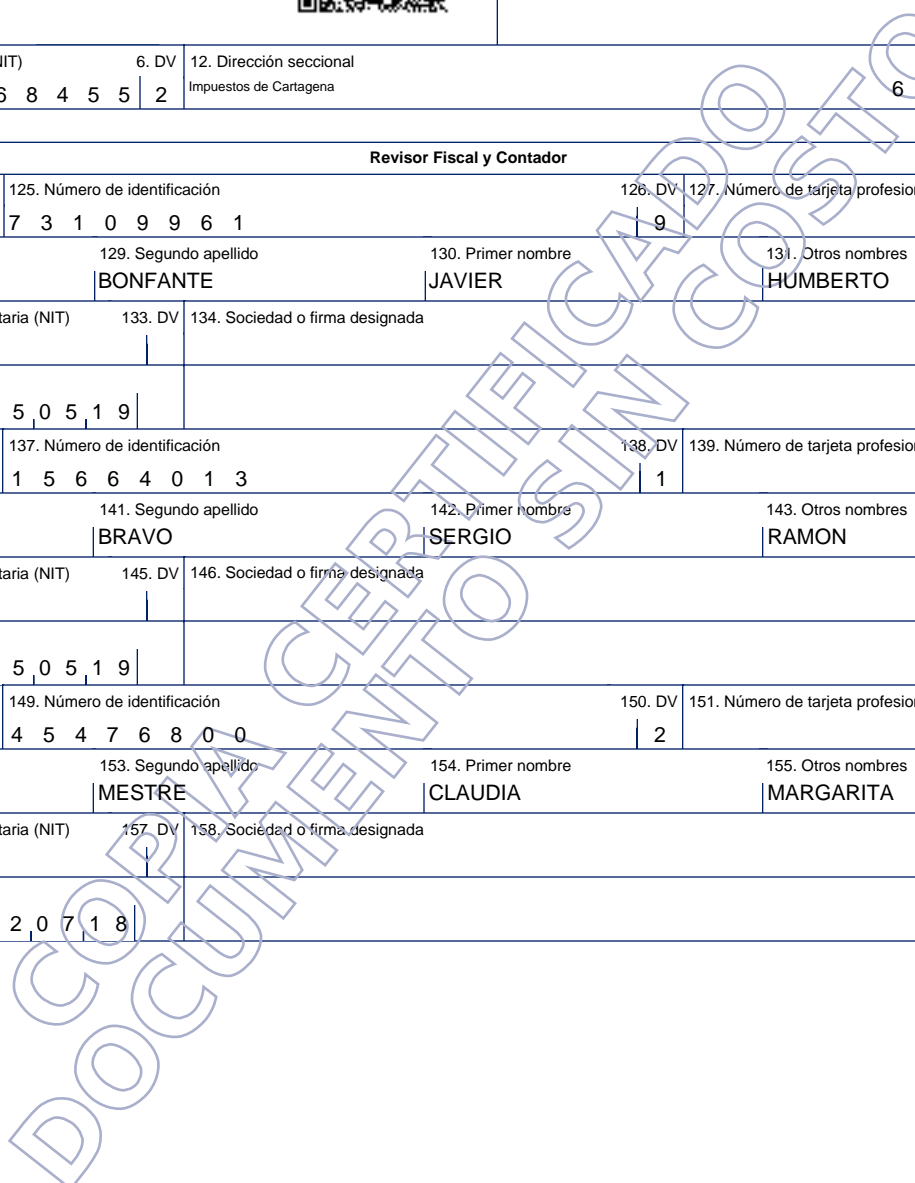 NIT) 6. DV 12. Dirección seccional
6 8 4 5 5 2 Impuestos de Cartagena 6
Revisor Fiscal y Contador
125. Número de identificación 126. DV 127. Número de tarjeta profesion
7 3 1 0 9 9 6 1 9
129. Segundo apellido 130. Primer nombre 131. Otros nombres
BONFANTE JAVIER HUMBERTO
taria (NIT) 133. DV 134. Sociedad o firma designada
5 0 5 1 9
137. Número de identificación 138. DV 139. Número de tarjeta profesion
1 5 6 6 4 0 1 3 1
141. Segundo apellido 142. Primer nombre 143. Otros nombres
BRAVO SERGIO RAMON
taria (NIT) 145. DV 146. Sociedad o firma designada
5 0 5 1 9
149. Número de identificación 150. DV 151. Número de tarjeta profesion
4 5 4 7 6 8 0 0 2
153. Segundo apellido 154. Primer nombre 155. Otros nombres
MESTRE CLAUDIA MARGARITA
taria (NIT) 157. DV 158. Sociedad o firma designada
2 0 7 1 8
COPIA CERTIFICADO
DOCUMENTO SIN COSTO